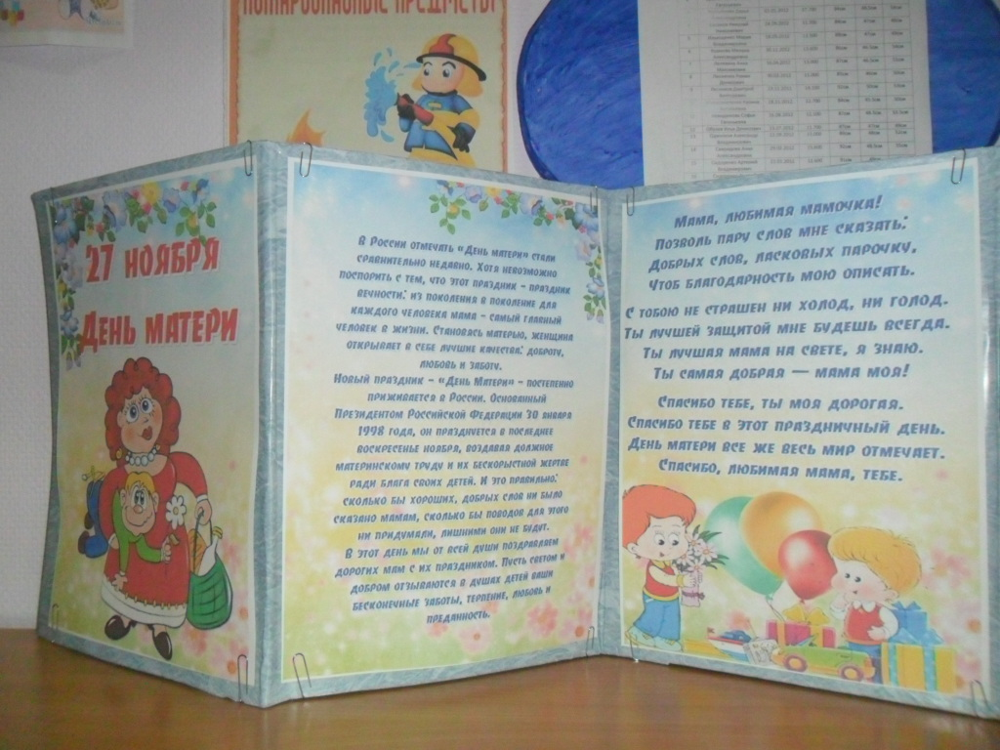 ПОЖАРООПАСНЫЕ ПРЕДМЕТЫ
27 НОЯБРЯ
ДЕНЬ МАТЕРИ
В РОССИИ ОТМЕЧАТЬ «ДЕНЬ МАТЕРИ» СТАЛИ
СРАВНИТЕЛЬНО НЕДАВНО. ХОТЯ НЕВОЗМОЖНО
ПОСПОРИТЬ С ТЕМ, ЧТО ЭТОТ ПРАЗДНИК – ПРАЗДНИК
ВЕЧНОСТИ: ИЗ ПОКОЛЕНИЯ В ПОКОЛЕНИЕ ДЛЯ
КАЖДОГО ЧЕЛОВЕКА МАМА – САМЫЙ ГЛАВНЫЙ
ЧЕЛОВЕК В ЖИЗНИ. СТАНОВЯСЬ МАТЕРЬЮ, ЖЕНЩИНА
ОТКРЫВАЕТ В СЕБЕ ЛУЧШИЕ КАЧЕСТВА: ДОБРОТУ,
ЛЮБОВЬ И ЗАБОТУ.
НОВЫЙ ПРАЗДНИК – «ДЕНЬ МАТЕРИ» – ПОСТЕПЕННО
ПРИЖИВАЕТСЯ В РОССИИ. ОСНОВАННЫЙ
ПРЕЗИДЕНТОМ РОССИЙСКОЙ ФЕДЕРАЦИИ 30 ЯНВАРЯ
1998 ГОДА, ОН ПРАЗДНУЕТСЯ В ПОСЛЕДНЕЕ
ВОСКРЕСЕНЬЕ НОЯБРЯ, ВОЗДАВАЯ ДОЛЖНОЕ
МАТЕРИНСКОМУ ТРУДУ И ИХ БЕСКОРЫСТНОЙ ЖЕРТВЕ
РАДИ БЛАГА СВОИХ ДЕТЕЙ. И ЭТО ПРАВИЛЬНО:
СКОЛЬКО БЫ ХОРОШИХ, ДОБРЫХ СЛОВ НИ БЫЛО
СКАЗАНО МАМАМ, СКОЛЬКО БЫ ПОВОДОВ ДЛЯ ЭТОГО
НИ ПРИДУМАЛИ, ЛИШНИМИ ОНИ НЕ БУДУТ.
В ЭТОТ ДЕНЬ МЫ ОТ ВСЕЙ ДУШИ ПОЗДРАВЛЯЕМ
ДОРОГИХ МАМ С ИХ ПРАЗДНИКОМ. ПУСТЬ СВЕТОМ И
ДОБРОМ ОТЗЫВАЮТСЯ В ДУШАХ ДЕТЕЙ ВАШИ
БЕСКОНЕЧНЫЕ ЗАБОТЫ, ТЕРПЕНИЕ, ЛЮБОВЬ И
ПРЕДАННОСТЬ.
МАМА, ЛЮБИМАЯ МАМОЧКА!
ПОЗВОЛЬ ПАРУ СЛОВ МНЕ СКАЗАТЬ:
ДОБРЫХ СЛОВ, ЛАСКОВЫХ ПАРОЧКУ,
ЧТОБ БЛАГОДАРНОСТЬ МОЮ ОПИСАТЬ.
С ТОБОЮ НЕ СТРАШЕН НИ ХОЛОД, НИ ГОЛОД.
ТЫ ЛУЧШЕЙ ЗАЩИТОЙ МНЕ БУДЕШЬ ВСЕГДА.
ТЫ ЛУЧШАЯ МАМА НА СВЕТЕ, Я ЗНАЮ.
ТЫ САМАЯ ДОБРАЯ — МАМА МОЯ!
СПАСИБО ТЕБЕ, ТЫ МОЯ ДОРОГАЯ.
СПАСИБО ТЕБЕ В ЭТОТ ПРАЗДНИЧНЫЙ ДЕНЬ.
ДЕНЬ МАТЕРИ ВСЕ ЖЕ ВЕСЬ МИР ОТМЕЧАЕТ.
СПАСИБО, ЛЮБИМАЯ МАМА, ТЕБЕ.